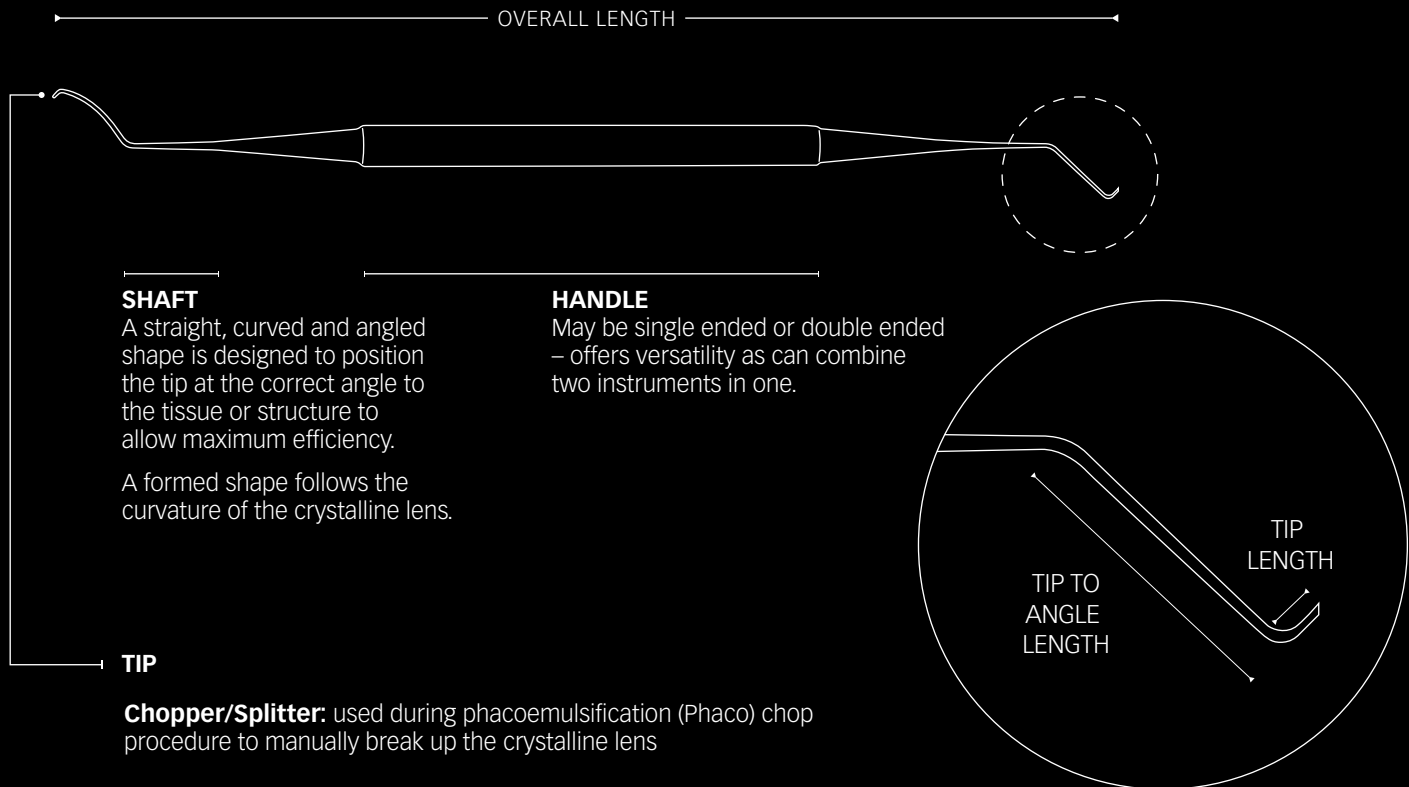 OVERALL LENGTH
SHAFT
A straight, curved and angled
shape is designed to position
the tip at the correct angle to
the tissue or structure to
allow maximum efficiency.
A formed shape follows the
curvature of the crystalline lens.
HANDLE
May be single ended or double ended
– offers versatility as can combine
two instruments in one.
TIP
LENGTH
TIP TO
ANGLE
LENGTH
TIP
Chopper/Splitter: used during phacoemulsification (Phaco) chop
procedure to manually break up the crystalline lens